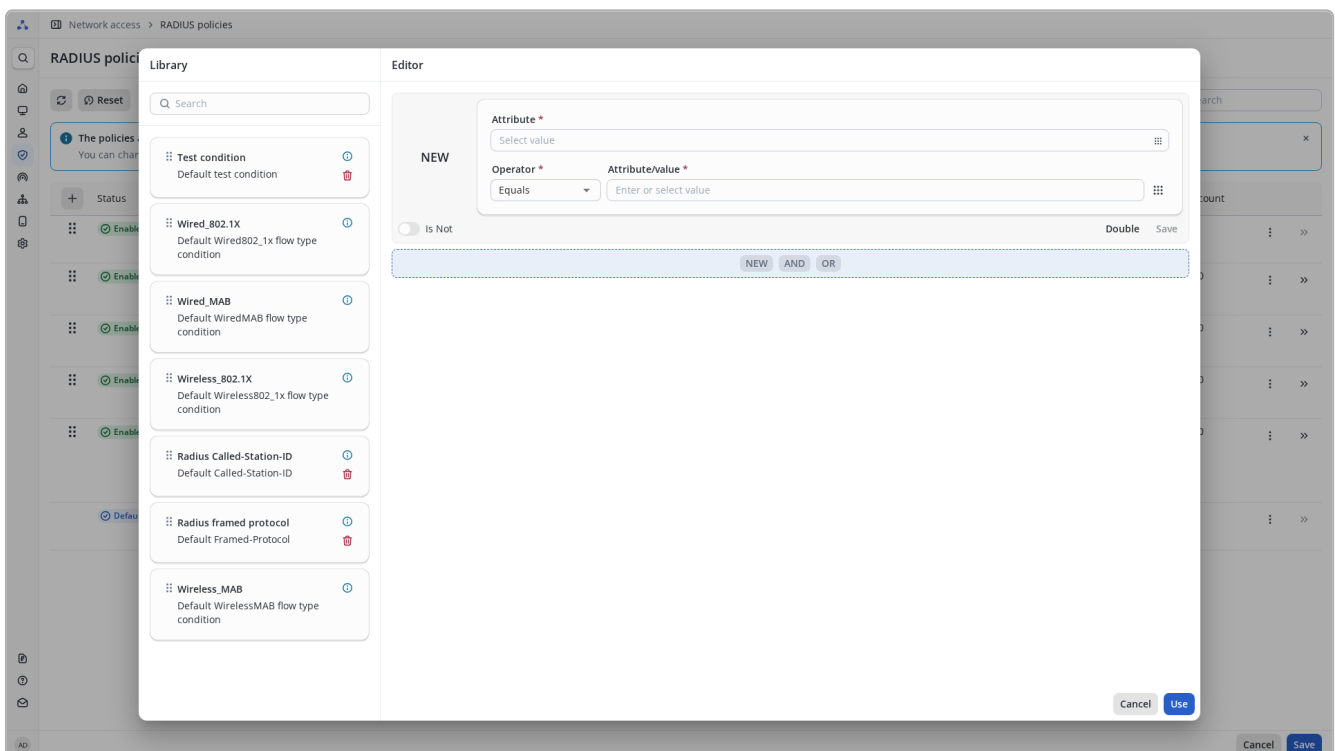 Network access > RADIUS policies
RADIUS polici
Reset
arch
The policies
You can char
Status
ount
Enable
Enable
Enable
Enable
Enable
Defau
Library
Search
Test condition
Default test condition
Wired_802.1X
Default Wired802_1x flow type
condition
Wired_MAB
Default WiredMAB flow type
condition
Wireless_802.1X
Default Wireless802_1x flow type
condition
Radius Called-Station-ID
Default Called-Station-ID
Radius framed protocol
Default Framed-Protocol
Wireless_MAB
Default WirelessMAB flow type
condition
Editor
NEW
Attribute *
Select value
Operator * Attribute/value *
Equals Enter or select value
Is Not Double Save
NEW AND OR
Cancel Use
AD
Cancel Save